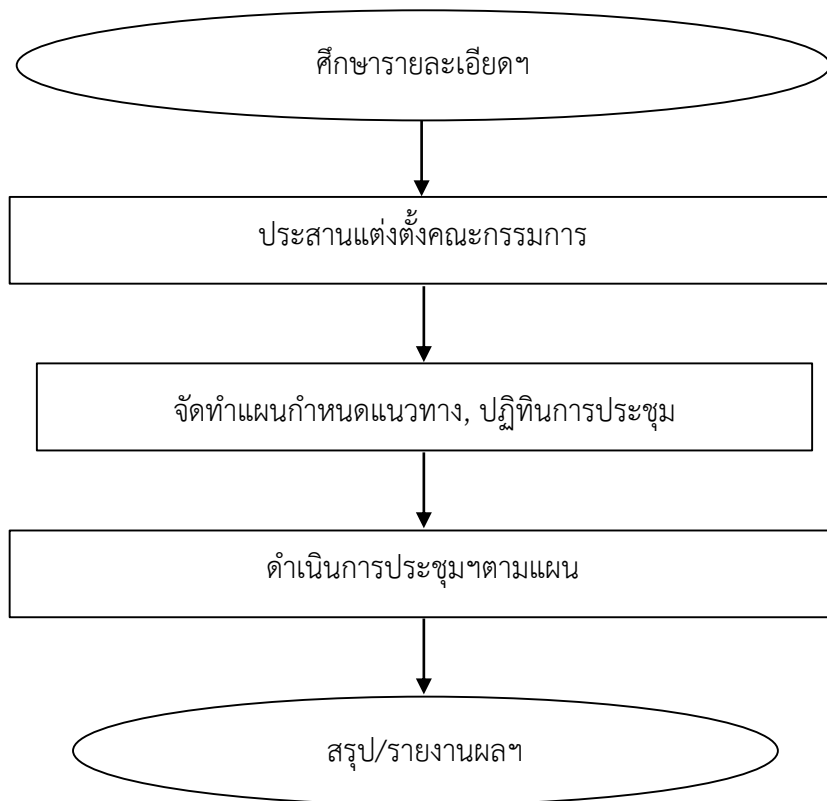 ศึกษารายละเอียดฯ
ประสานแต่งตั้งคณะกรรมการ
จัดทำแผนกำหนดแนวทาง, ปฏิทินการประชุม
ดำเนินการประชุมฯตามแผน
สรุป/รายงานผลฯ